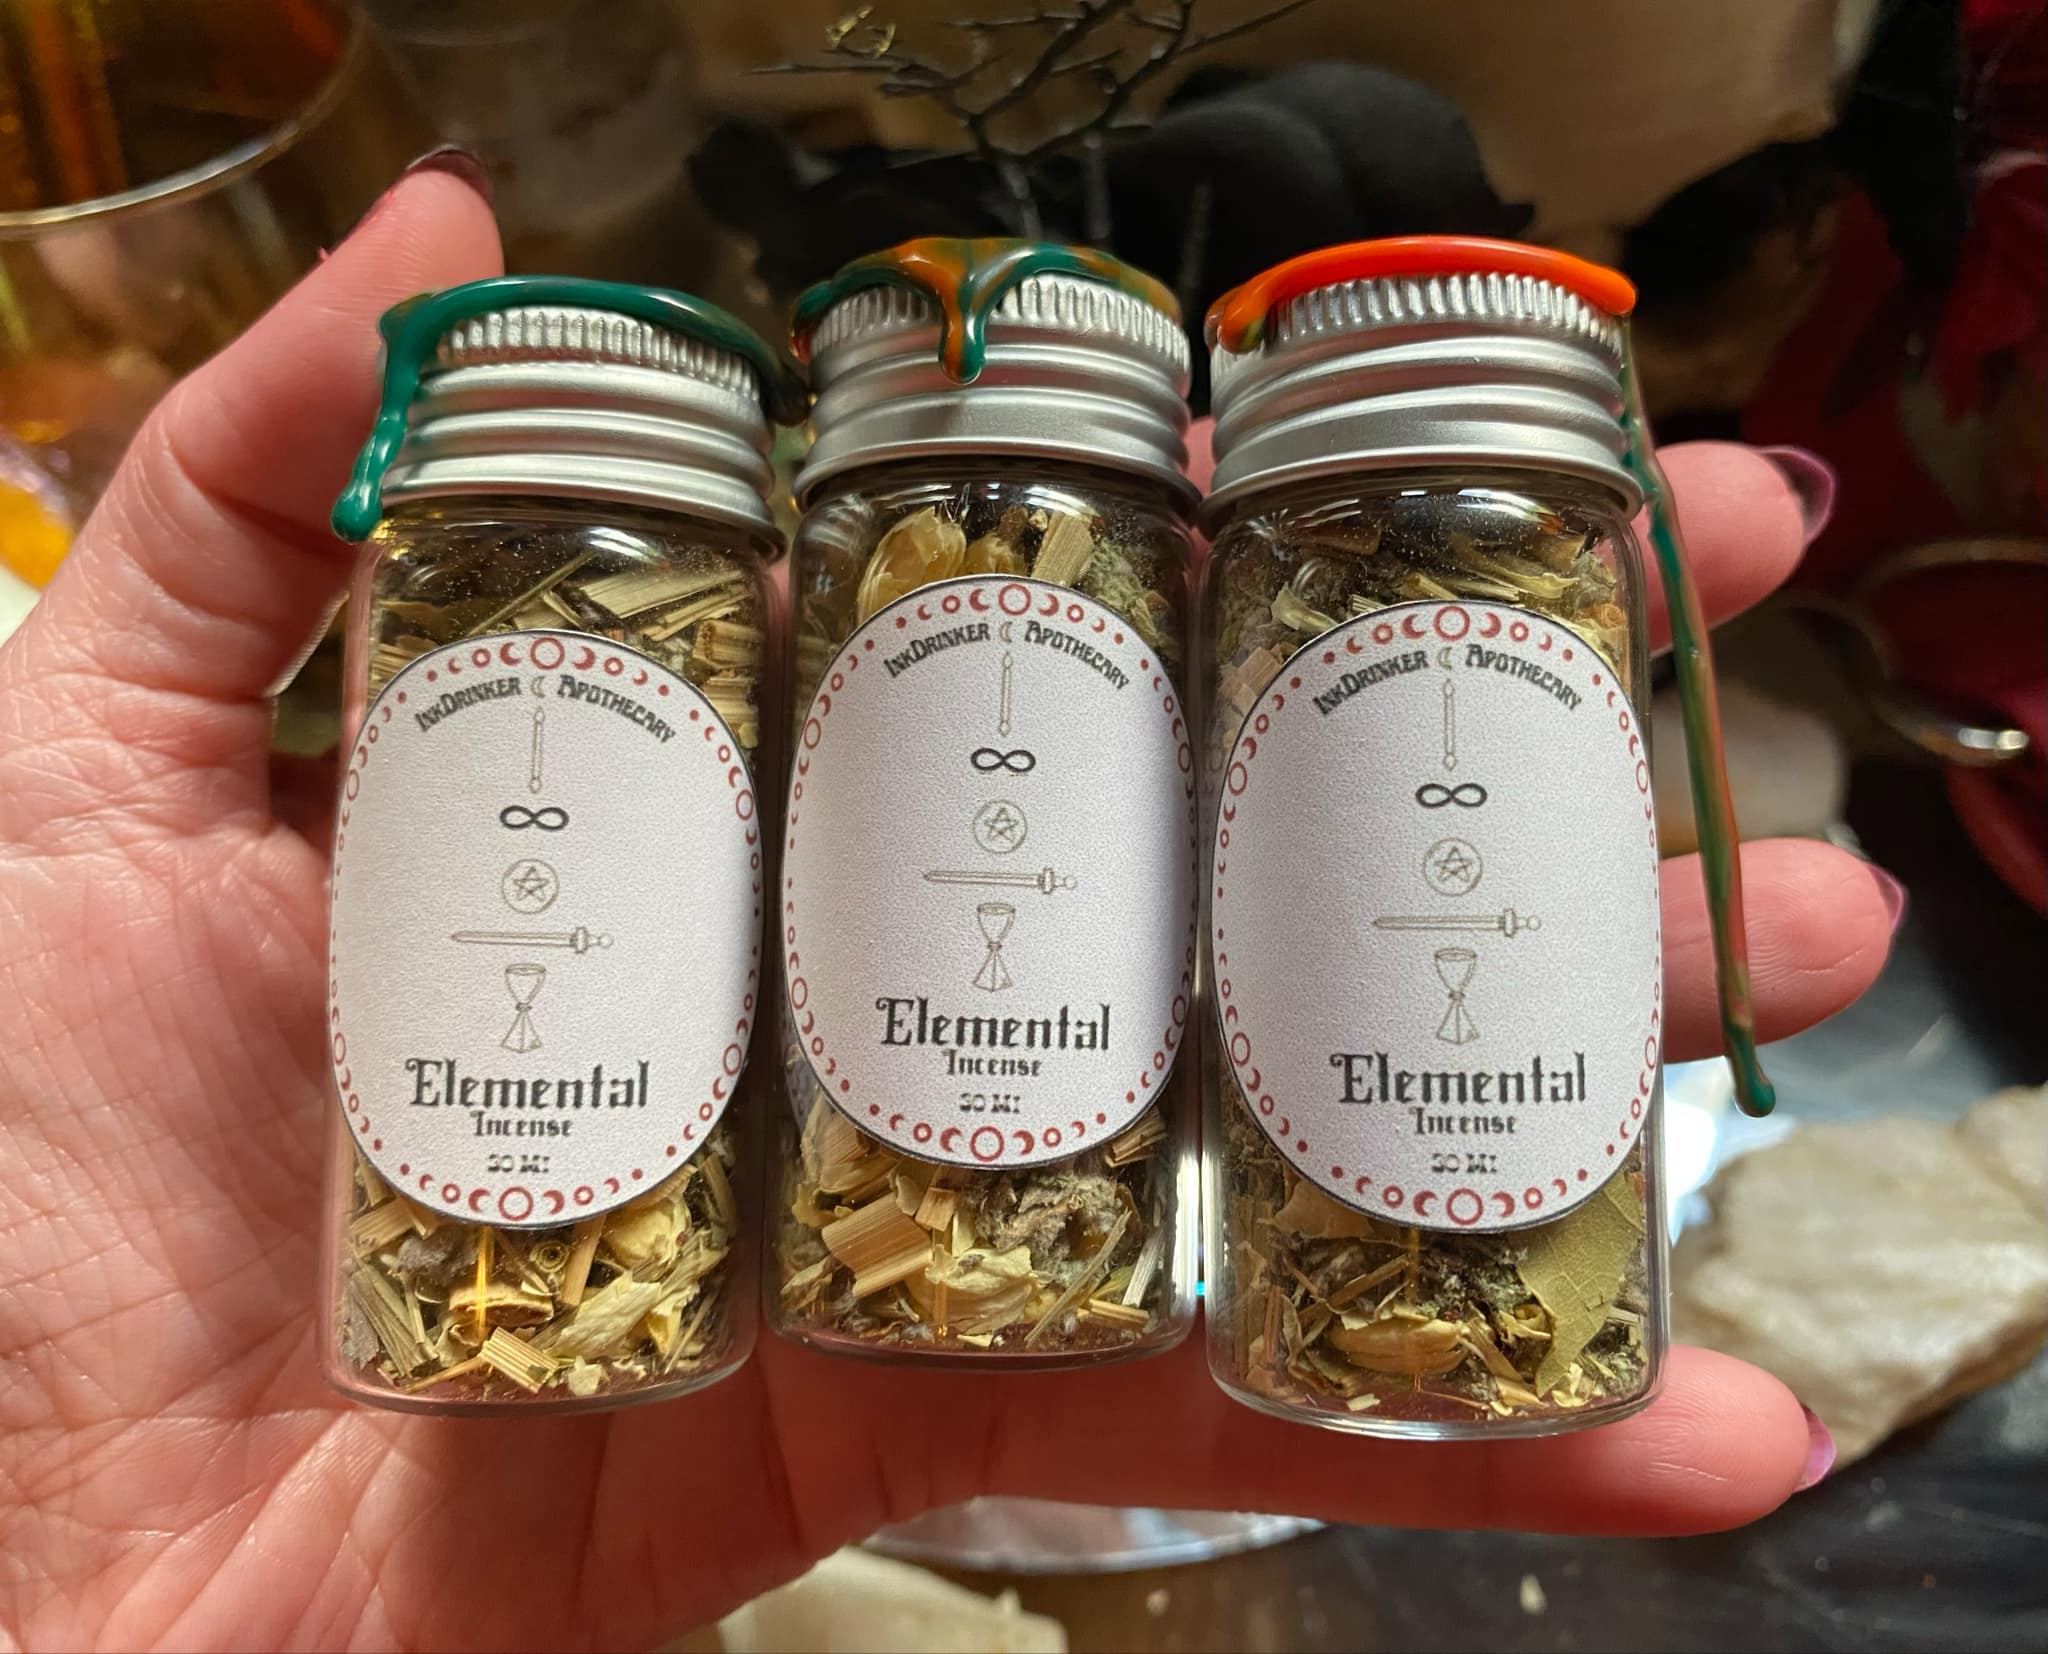 InkDrinker Apothecary
Elemental
Incense
30 Ml
InkDrinker Apothecary
Elemental
Incense
30 Ml
InkDrinker Apothecary
Elemental
Incense
30 Ml